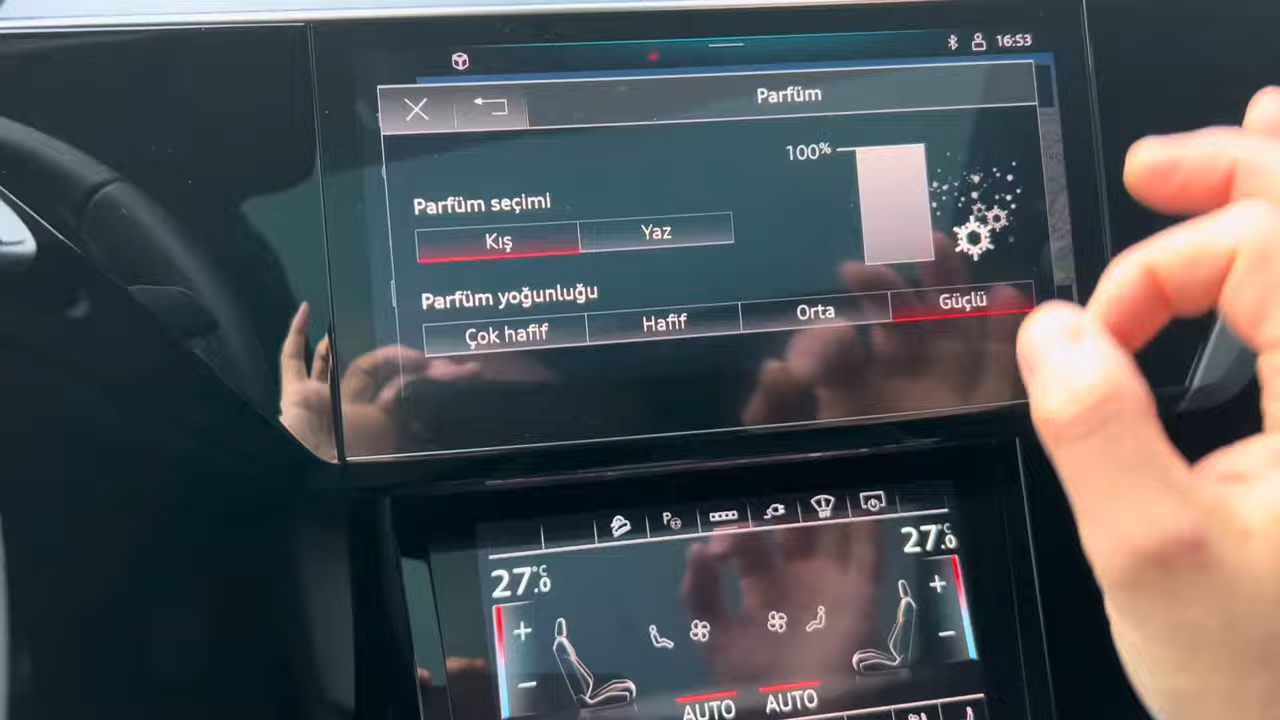 16:53
Parfüm
100%
Parfüm seçimi
Kış Yaz
Parfüm yoğunluğu
Çok hafif Hafif Orta Güçlü
P
OFF
27.0°C 27.0°C
+ +
- -
AUTO AUTO